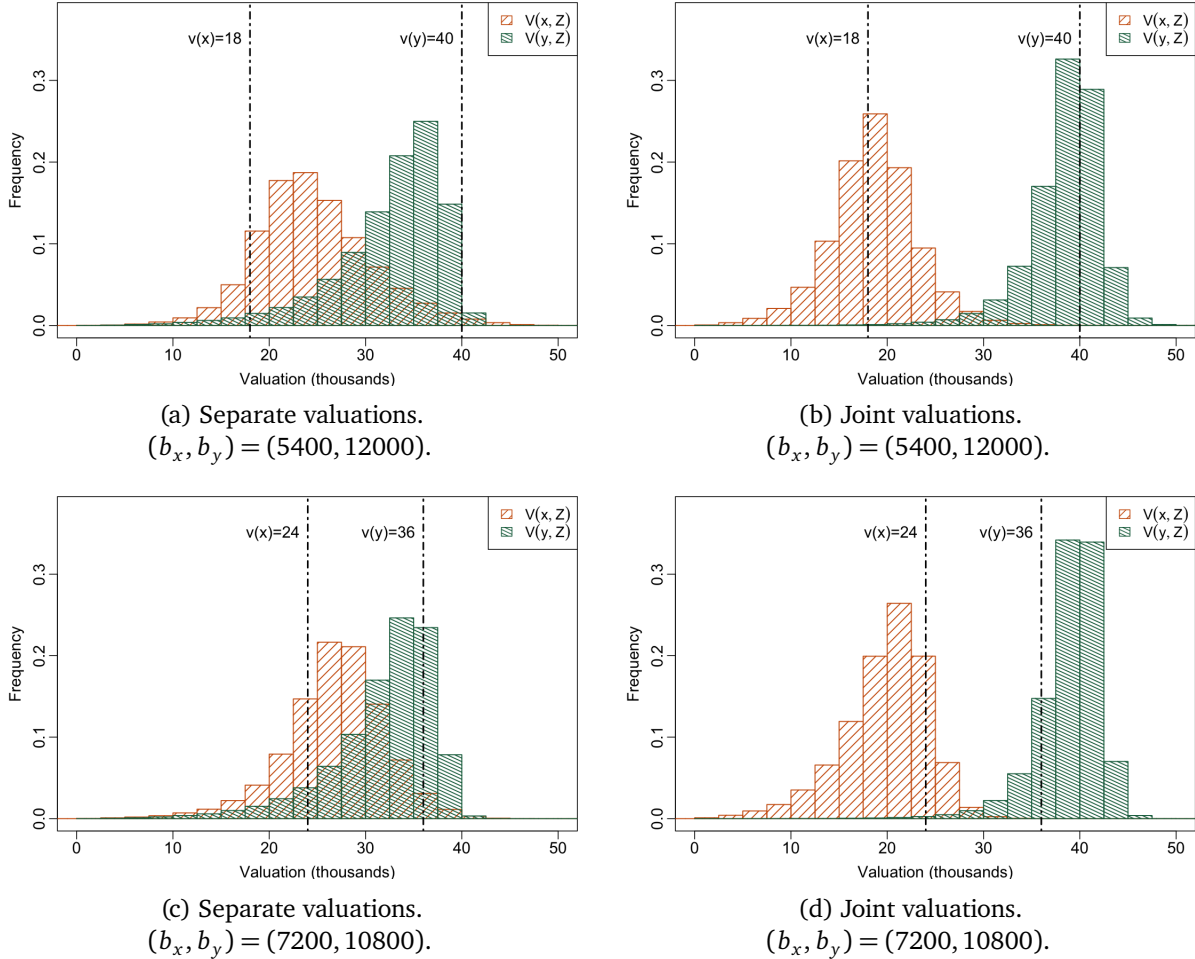 v(x)=18
v(y)=40
V(x, Z)
V(y, Z)
Frequency
0.0
0.1
0.2
0.3
0 10 20 30 40 50
Valuation (thousands)
(a) Separate valuations.
(b_x, b_y) = (5400, 12000).
v(x)=18
v(y)=40
V(x, Z)
V(y, Z)
Frequency
0.0
0.1
0.2
0.3
0 10 20 30 40 50
Valuation (thousands)
(b) Joint valuations.
(b_x, b_y) = (5400, 12000).
v(x)=24
v(y)=36
V(x, Z)
V(y, Z)
Frequency
0.0
0.1
0.2
0.3
0 10 20 30 40 50
Valuation (thousands)
(c) Separate valuations.
(b_x, b_y) = (7200, 10800).
v(x)=24
v(y)=36
V(x, Z)
V(y, Z)
Frequency
0.0
0.1
0.2
0.3
0 10 20 30 40 50
Valuation (thousands)
(d) Joint valuations.
(b_x, b_y) = (7200, 10800).